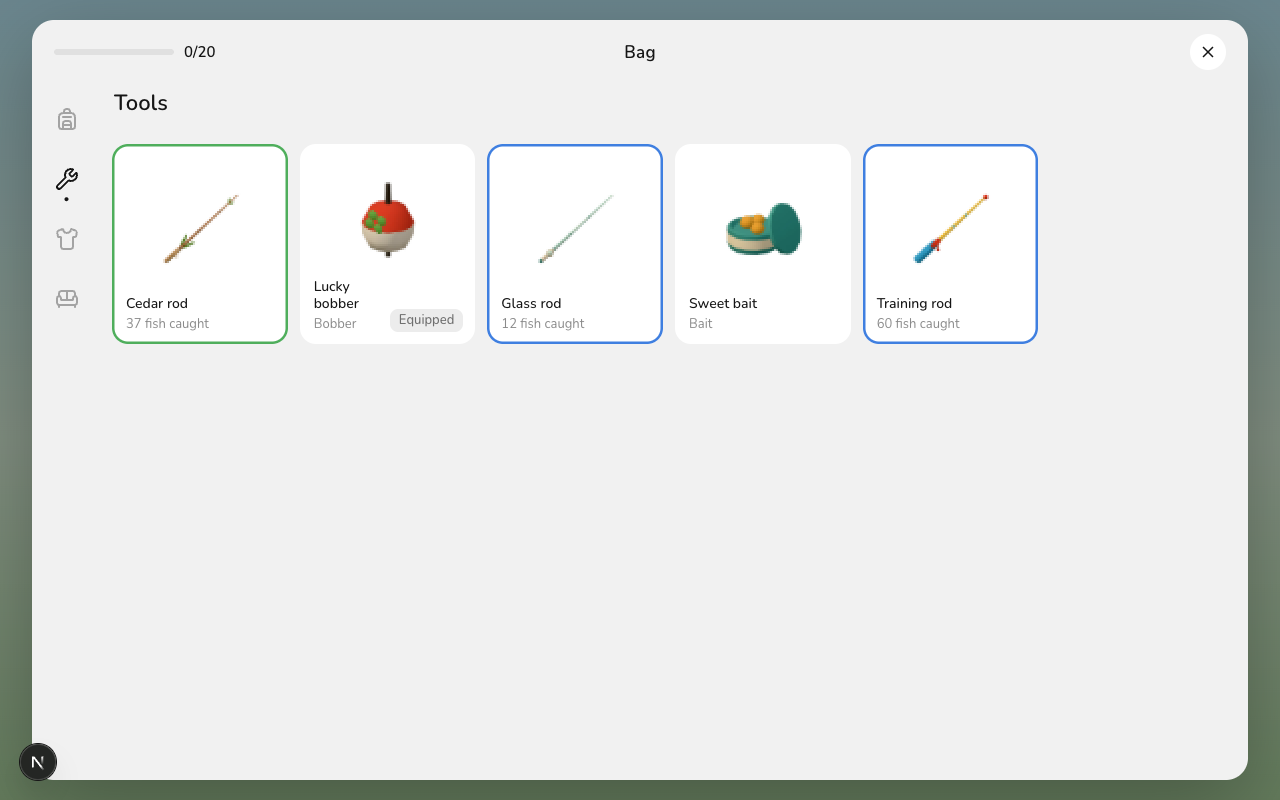 0/20
Bag
Tools
Cedar rod
37 fish caught
Lucky
bobber
Bobber
Equipped
Glass rod
12 fish caught
Sweet bait
Bait
Training rod
60 fish caught
N